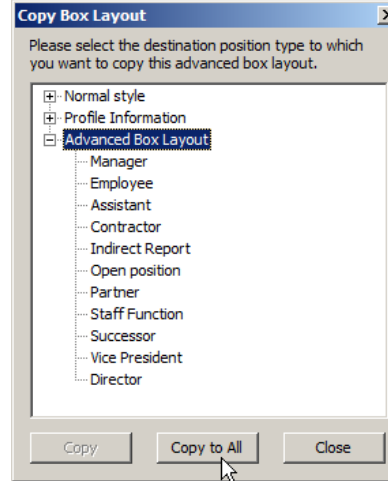 Copy Box Layout
Please select the destination position type to which
you want to copy this advanced box layout.
Normal style
Profile Information
Advanced Box Layout
Manager
Employee
Assistant
Contractor
Indirect Report
Open position
Partner
Staff Function
Successor
Vice President
Director
Copy Copy to All Close